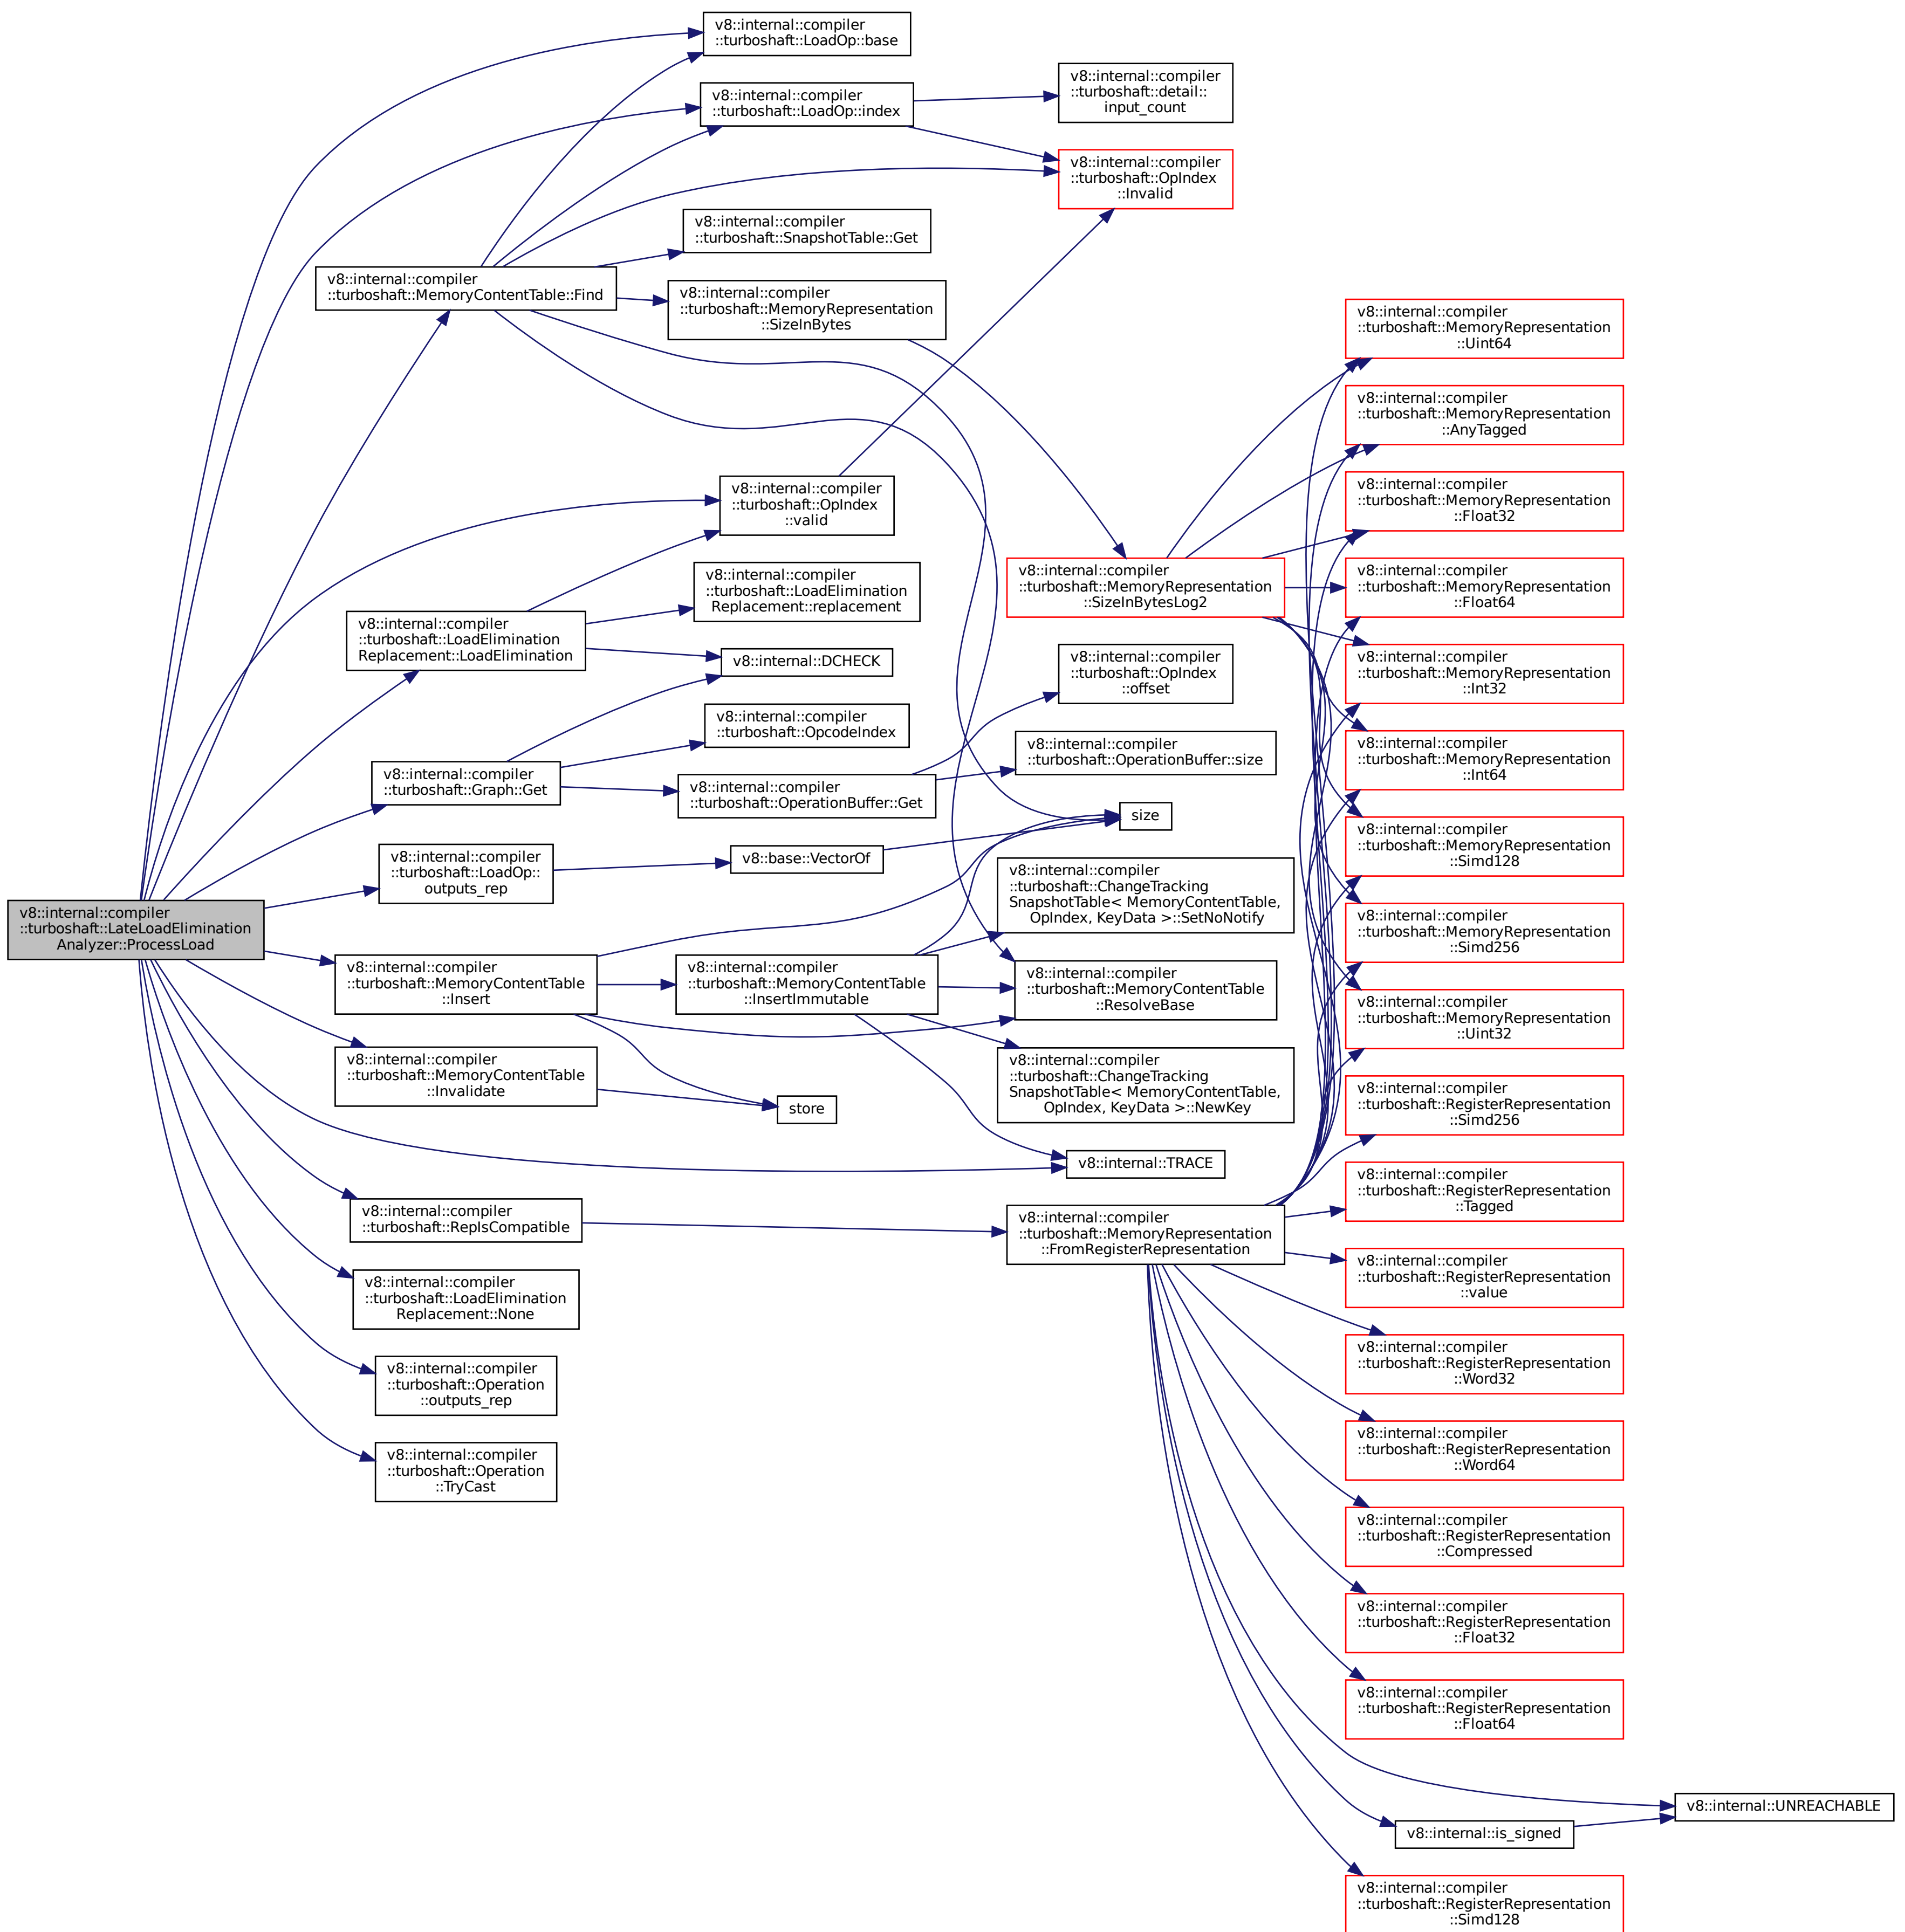 v8::internal::compiler
::turboshaft::LoadOp::base
v8::internal::compiler
::turboshaft::LoadOp::index
v8::internal::compiler
::turboshaft::detail::
input_count
v8::internal::compiler
::turboshaft::OpIndex
::Invalid
v8::internal::compiler
::turboshaft::SnapshotTable::Get
v8::internal::compiler
::turboshaft::MemoryContentTable::Find
v8::internal::compiler
::turboshaft::MemoryRepresentation
::SizeInBytes
v8::internal::compiler
::turboshaft::OpIndex
::valid
v8::internal::compiler
::turboshaft::LoadElimination
Replacement::replacement
v8::internal::compiler
::turboshaft::LoadElimination
Replacement::LoadElimination
v8::internal::DCHECK
v8::internal::compiler
::turboshaft::OpcodeIndex
v8::internal::compiler
::turboshaft::Graph::Get
v8::internal::compiler
::turboshaft::OperationBuffer::Get
v8::internal::compiler
::turboshaft::OpIndex
::offset
v8::internal::compiler
::turboshaft::OperationBuffer::size
size
v8::internal::compiler
::turboshaft::LoadOp::
outputs_rep
v8::base::VectorOf
v8::internal::compiler
::turboshaft::LateLoadElimination
Analyzer::ProcessLoad
v8::internal::compiler
::turboshaft::ChangeTracking
SnapshotTable< MemoryContentTable,
OpIndex, KeyData >::SetNoNotify
v8::internal::compiler
::turboshaft::MemoryContentTable
::Insert
v8::internal::compiler
::turboshaft::MemoryContentTable
::InsertImmutable
v8::internal::compiler
::turboshaft::MemoryContentTable
::ResolveBase
v8::internal::compiler
::turboshaft::MemoryContentTable
::Invalidate
store
v8::internal::compiler
::turboshaft::ChangeTracking
SnapshotTable< MemoryContentTable,
OpIndex, KeyData >::NewKey
v8::internal::TRACE
v8::internal::compiler
::turboshaft::RepIsCompatible
v8::internal::compiler
::turboshaft::MemoryRepresentation
::FromRegisterRepresentation
v8::internal::compiler
::turboshaft::LoadElimination
Replacement::None
v8::internal::compiler
::turboshaft::Operation
::outputs_rep
v8::internal::compiler
::turboshaft::Operation
::TryCast
v8::internal::compiler
::turboshaft::MemoryRepresentation
::SizeInBytesLog2
v8::internal::compiler
::turboshaft::MemoryRepresentation
::Uint64
v8::internal::compiler
::turboshaft::MemoryRepresentation
::AnyTagged
v8::internal::compiler
::turboshaft::MemoryRepresentation
::Float32
v8::internal::compiler
::turboshaft::MemoryRepresentation
::Float64
v8::internal::compiler
::turboshaft::MemoryRepresentation
::Int32
v8::internal::compiler
::turboshaft::MemoryRepresentation
::Int64
v8::internal::compiler
::turboshaft::MemoryRepresentation
::Simd128
v8::internal::compiler
::turboshaft::MemoryRepresentation
::Simd256
v8::internal::compiler
::turboshaft::MemoryRepresentation
::Uint32
v8::internal::compiler
::turboshaft::RegisterRepresentation
::Simd256
v8::internal::compiler
::turboshaft::RegisterRepresentation
::Tagged
v8::internal::compiler
::turboshaft::RegisterRepresentation
::value
v8::internal::compiler
::turboshaft::RegisterRepresentation
::Word32
v8::internal::compiler
::turboshaft::RegisterRepresentation
::Word64
v8::internal::compiler
::turboshaft::RegisterRepresentation
::Compressed
v8::internal::compiler
::turboshaft::RegisterRepresentation
::Float32
v8::internal::compiler
::turboshaft::RegisterRepresentation
::Float64
v8::internal::UNREACHABLE
v8::internal::is_signed
v8::internal::compiler
::turboshaft::RegisterRepresentation
::Simd128